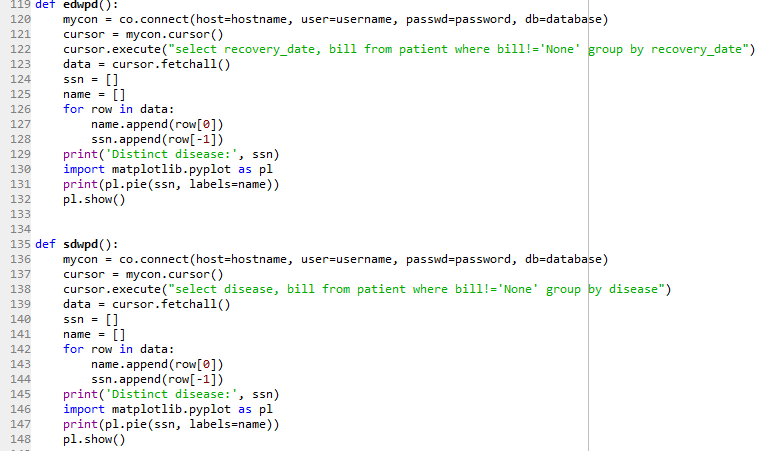 119 def edwpd():
120     mycon = co.connect(host=hostname, user=username, passwd=password, db=database)
121     cursor = mycon.cursor()
122     cursor.execute("select recovery_date, bill from patient where bill!='None' group by recovery_date")
123     data = cursor.fetchall()
124     ssn = []
125     name = []
126     for row in data:
127         name.append(row[0])
128         ssn.append(row[-1])
129     print('Distinct disease:', ssn)
130     import matplotlib.pyplot as pl
131     print(pl.pie(ssn, labels=name))
132     pl.show()
133
134
135 def sdwpd():
136     mycon = co.connect(host=hostname, user=username, passwd=password, db=database)
137     cursor = mycon.cursor()
138     cursor.execute("select disease, bill from patient where bill!='None' group by disease")
139     data = cursor.fetchall()
140     ssn = []
141     name = []
142     for row in data:
143         name.append(row[0])
144         ssn.append(row[-1])
145     print('Distinct disease:', ssn)
146     import matplotlib.pyplot as pl
147     print(pl.pie(ssn, labels=name))
148     pl.show()